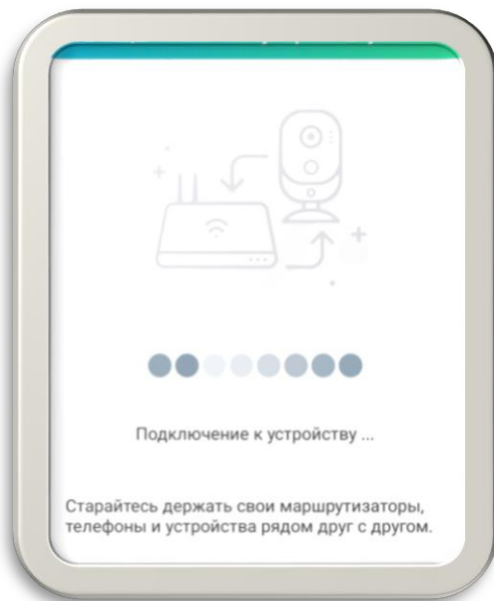 Подключение к устройству ...
Старайтесь держать свои маршрутизаторы,
телефоны и устройства рядом друг с другом.